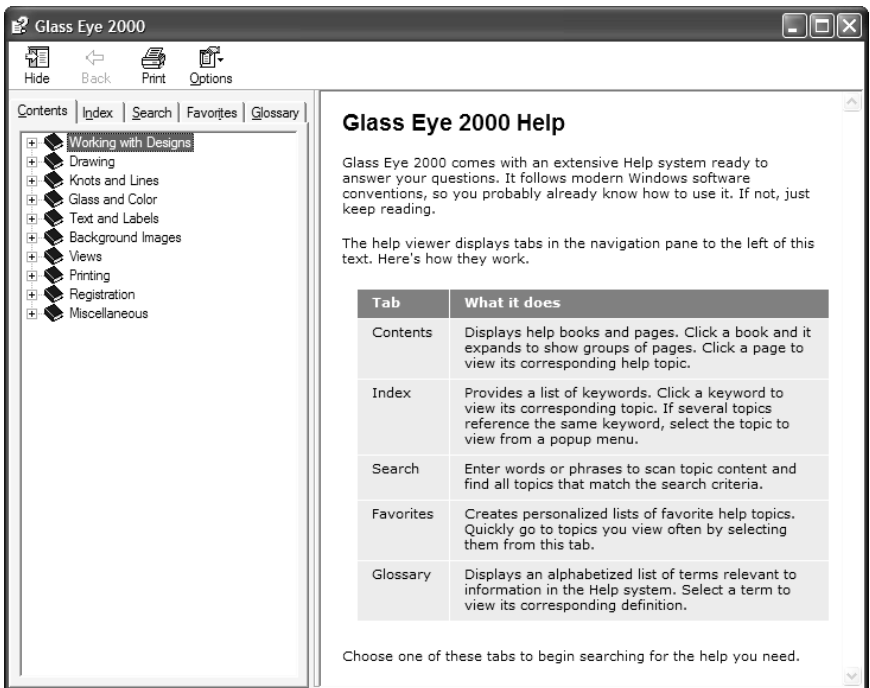 Glass Eye 2000
Hide Back Print Options
Contents Index Search Favorites Glossary
Working with Designs
Drawing
Knots and Lines
Glass and Color
Text and Labels
Background Images
Views
Printing
Registration
Miscellaneous
Glass Eye 2000 Help
Glass Eye 2000 comes with an extensive Help system ready to
answer your questions. It follows modern Windows software
conventions, so you probably already know how to use it. If not, just
keep reading.
The help viewer displays tabs in the navigation pane to the left of this
text. Here's how they work.
Tab What it does
Contents Displays help books and pages. Click a book and it
expands to show groups of pages. Click a page to
view its corresponding help topic.
Index Provides a list of keywords. Click a keyword to
view its corresponding topic. If several topics
reference the same keyword, select the topic to
view from a popup menu.
Search Enter words or phrases to scan topic content and
find all topics that match the search criteria.
Favorites Creates personalized lists of favorite help topics.
Quickly go to topics you view often by selecting
them from this tab.
Glossary Displays an alphabetized list of terms relevant to
information in the Help system. Select a term to
view its corresponding definition.
Choose one of these tabs to begin searching for the help you need.